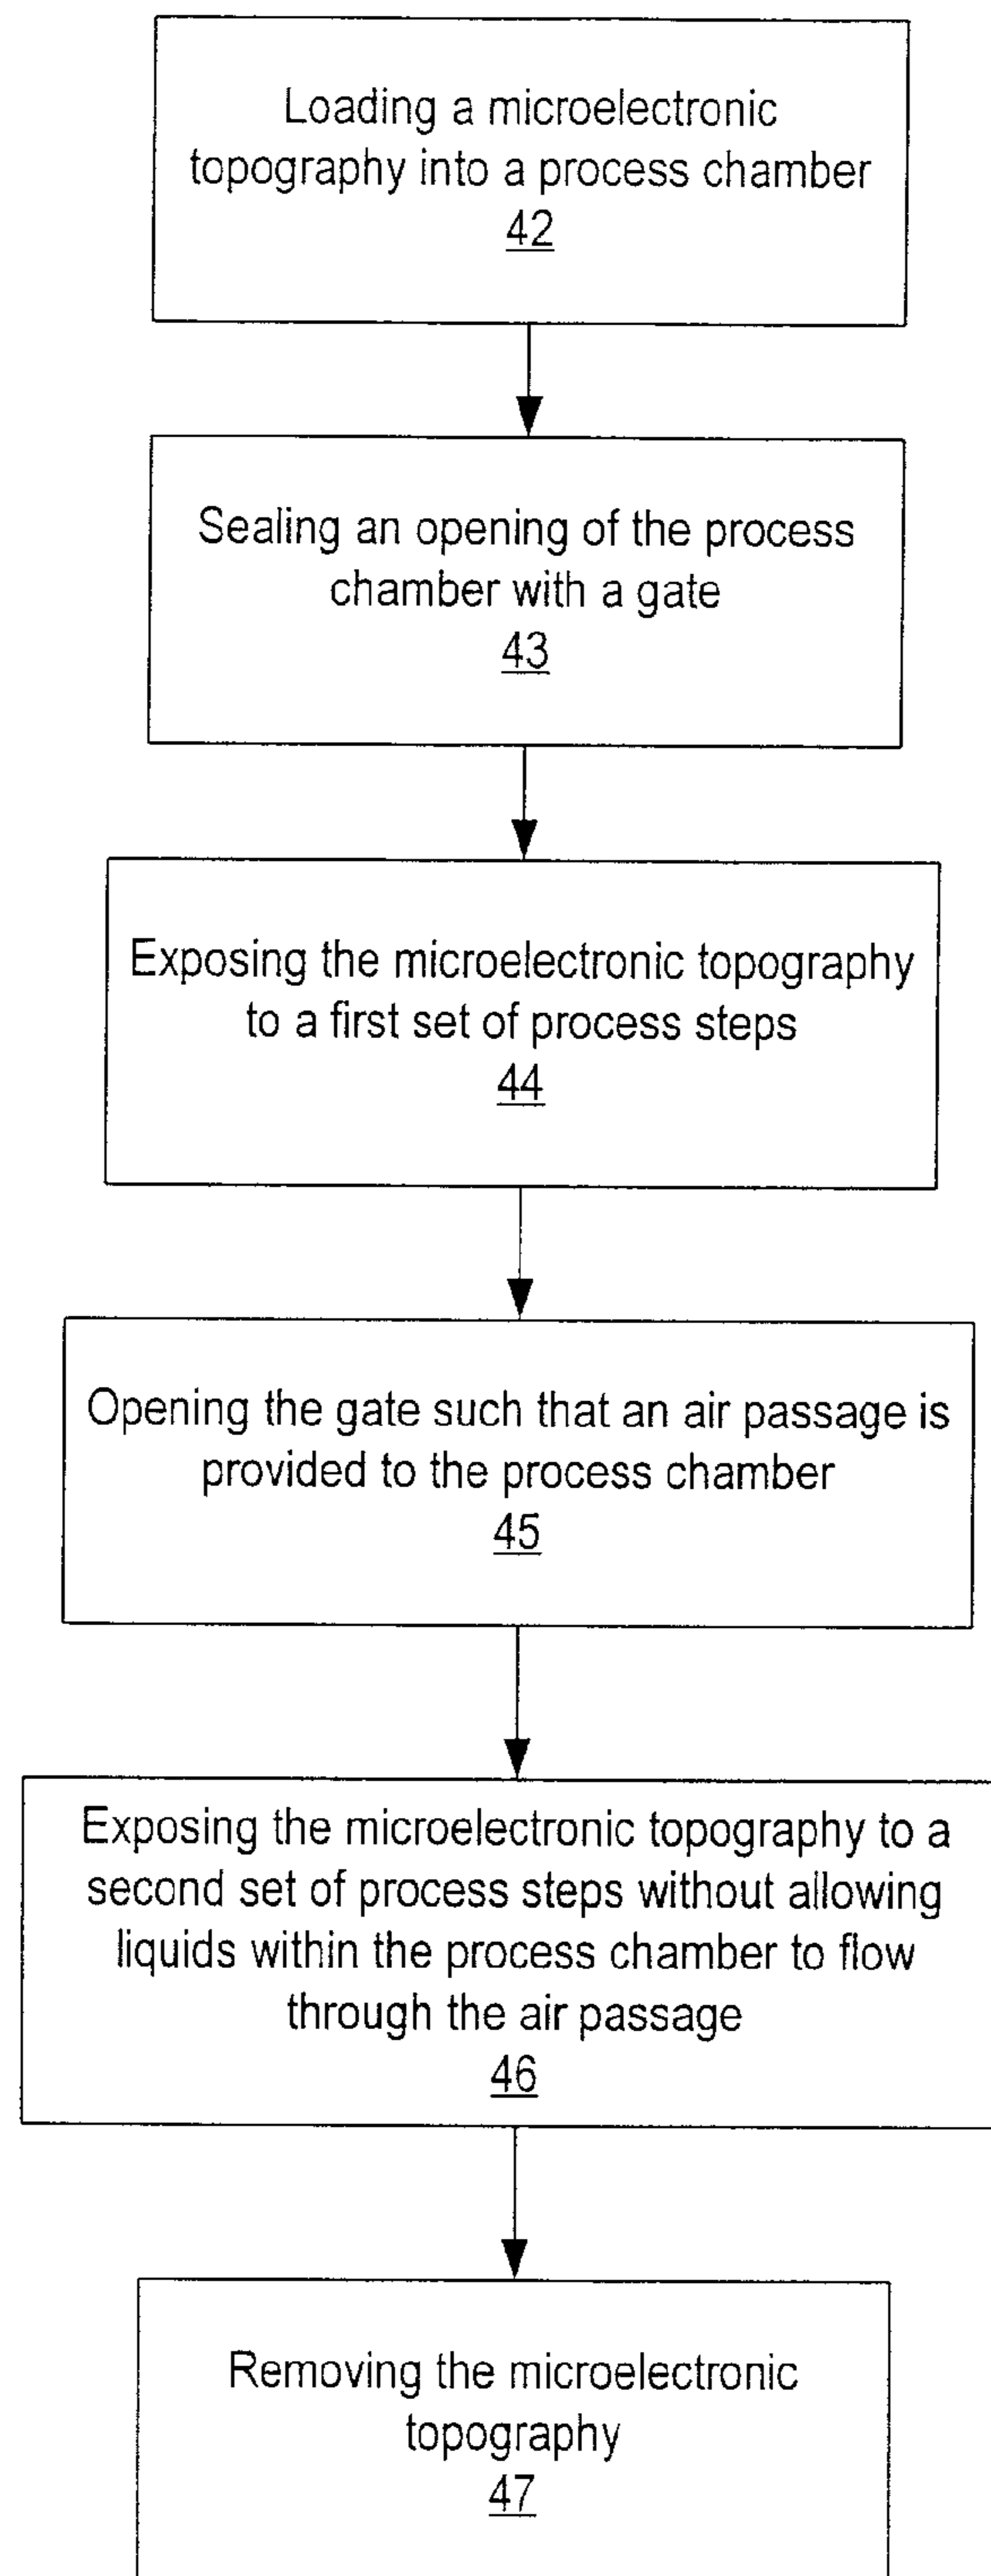 Loading a microelectronic
topography into a process chamber
42
Sealing an opening of the process
chamber with a gate
43
Exposing the microelectronic topography
to a first set of process steps
44
Opening the gate such that an air passage is
provided to the process chamber
45
Exposing the microelectronic topography to a
second set of process steps without allowing
liquids within the process chamber to flow
through the air passage
46
Removing the microelectronic
topography
47